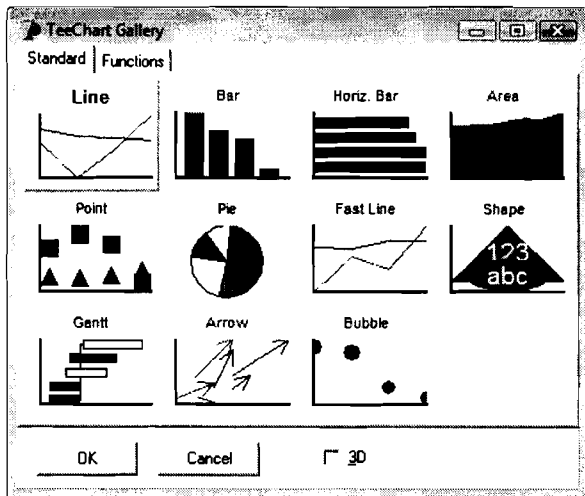 TeeChart Gallery
Standard Functions
Line Bar Horiz. Bar Area
Point Pie Fast Line Shape
123
abc
Gantt Arrow Bubble
OK Cancel 3D